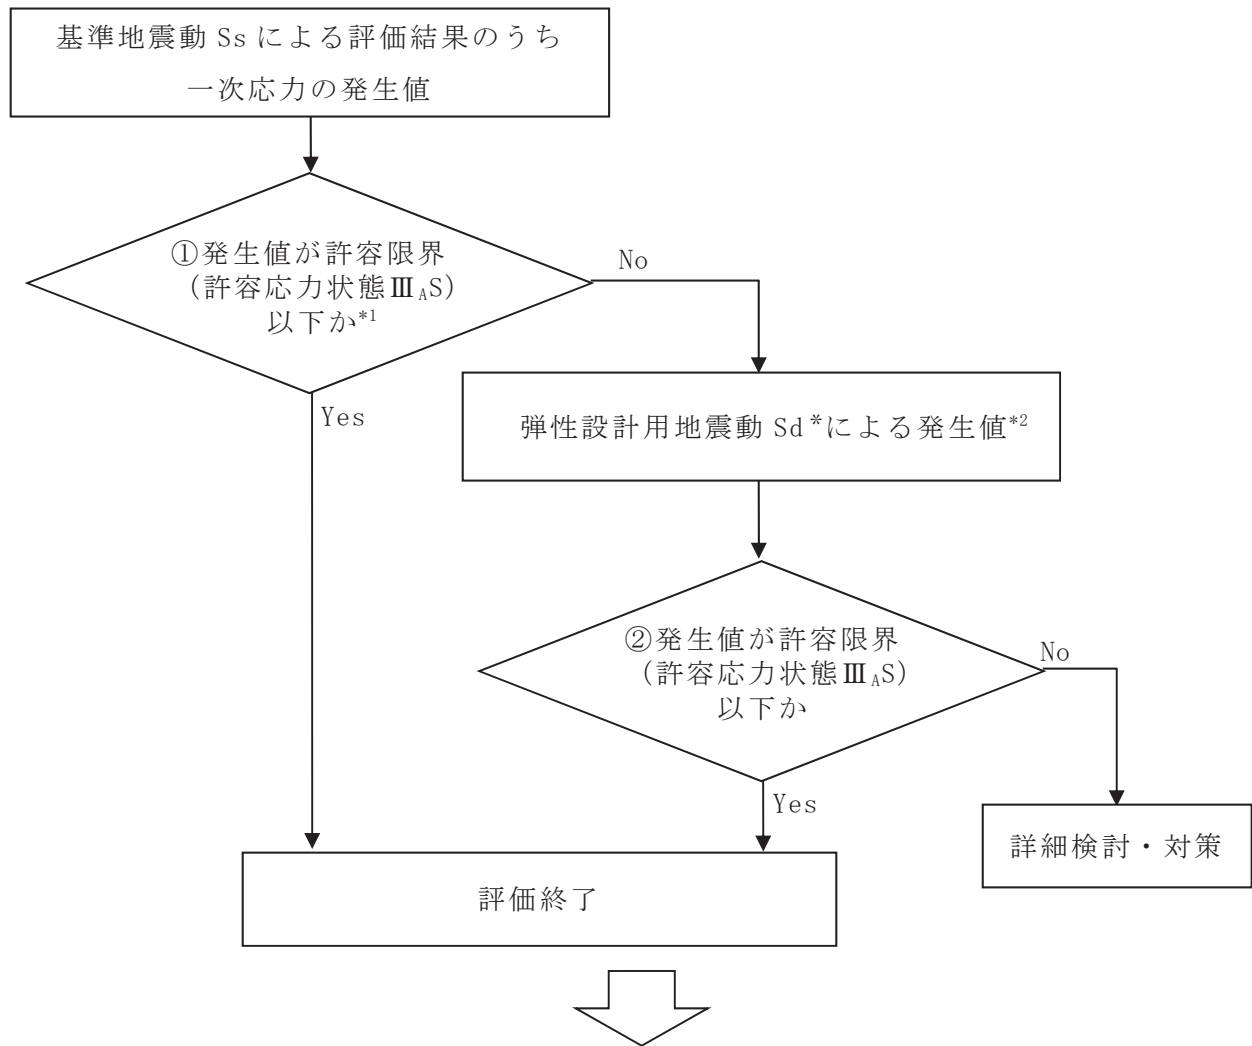 基準地震動 Ss による評価結果のうち
一次応力の発生値
①発生値が許容限界
(許容応力状態ⅢAS)
以下か*1
No
Yes
弾性設計用地震動 Sd*による発生値*2
②発生値が許容限界
(許容応力状態ⅢAS)
以下か
No
Yes
詳細検討・対策
評価終了